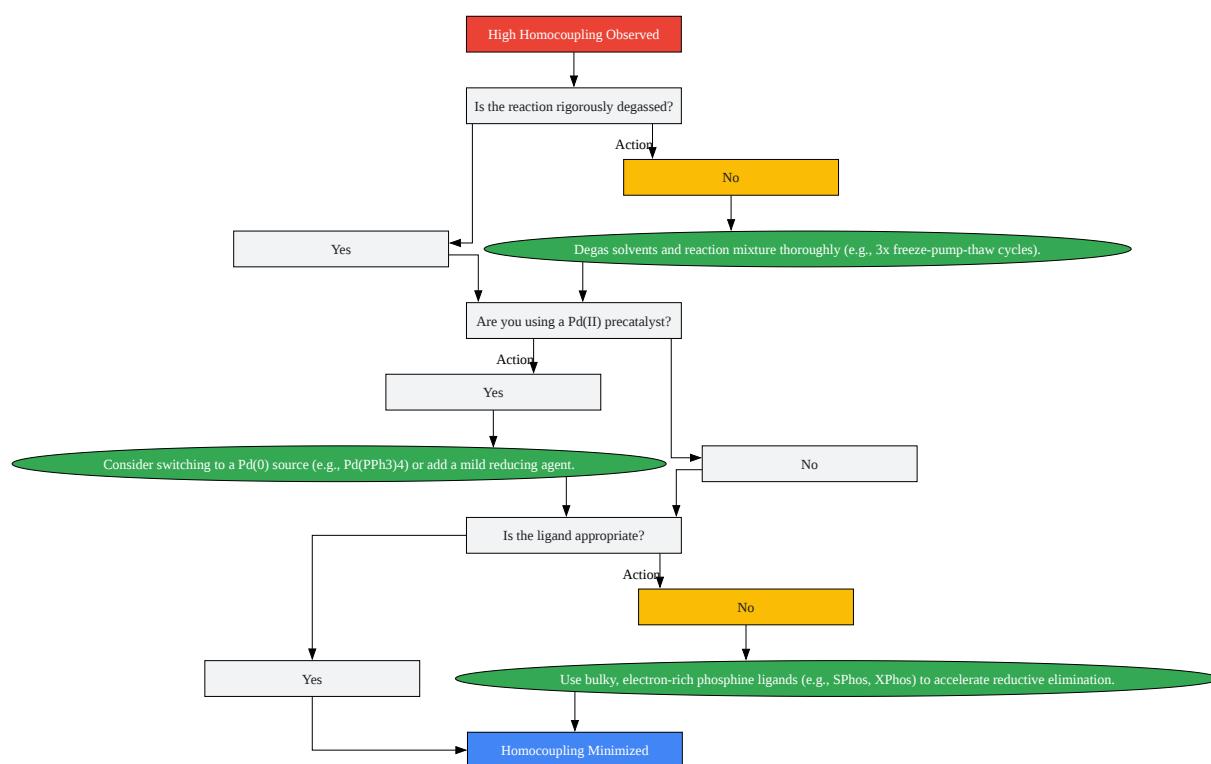 High Homocoupling Observed
Is the reaction rigorously degassed?
Action
No
Yes
Degas solvents and reaction mixture thoroughly (e.g., 3x freeze-pump-thaw cycles).
Are you using a Pd(II) precatalyst?
Action
Yes
Consider switching to a Pd(0) source (e.g., Pd(PPh3)4) or add a mild reducing agent.
No
Is the ligand appropriate?
Action
No
Yes
Use bulky, electron-rich phosphine ligands (e.g., SPhos, XPhos) to accelerate reductive elimination.
Homocoupling Minimized